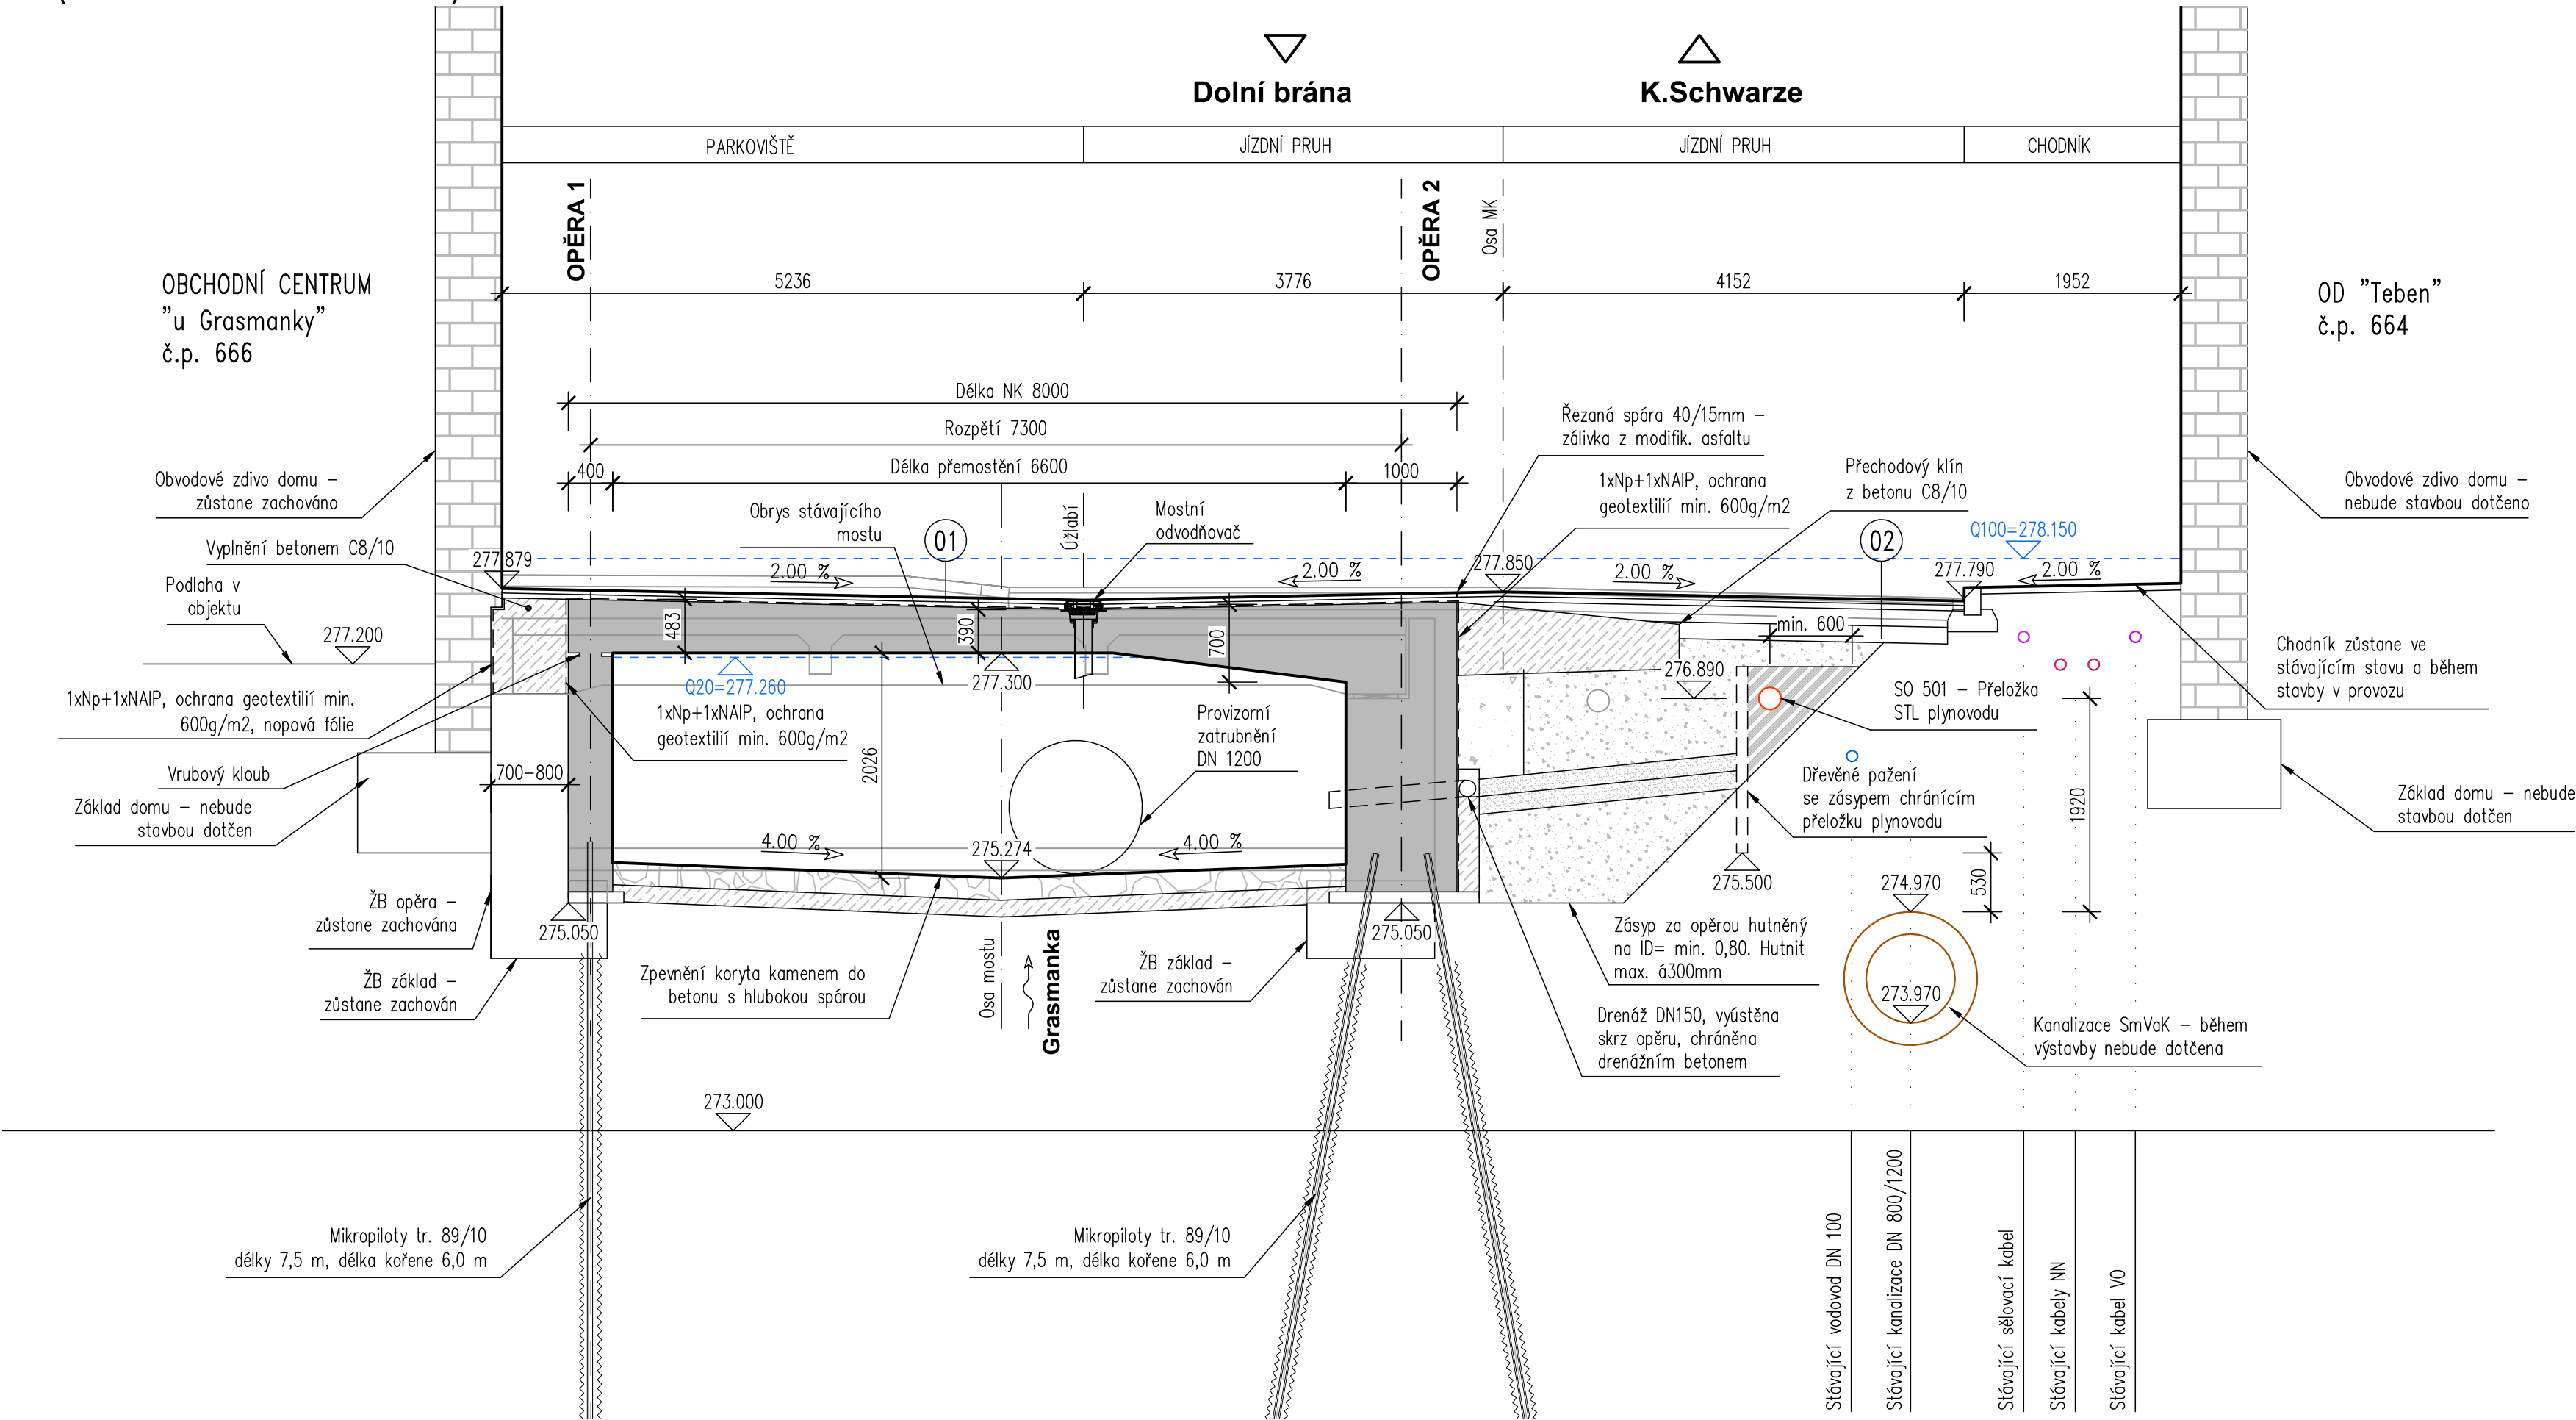 Dolní brána
K.Schwarze
PARKOVIŠTĚ
JÍZDNÍ PRUH
JÍZDNÍ PRUH
CHODNÍK
OPĚRA 1
OPĚRA 2
Osa MK
5236
3776
4152
1952
OBCHODNÍ CENTRUM
"u Grasmanky"
č.p. 666
OD "Teben"
č.p. 664
Délka NK 8000
Rozpětí 7300
400
Délka přemostění 6600
1000
Řezaná spára 40/15mm –
zálivka z modifik. asfaltu
1xNp+1xNAIP, ochrana
geotextilií min. 600g/m2
Přechodový klín
z betonu C8/10
Obvodové zdivo domu –
zůstane zachováno
Obvodové zdivo domu –
nebude stavbou dotčeno
Obrys stávajícího
mostu
01
Úžlabí
Mostní
odvodňovač
02
Q100=278.150
Vyplnění betonem C8/10
277.879
2.00 %
2.00 %
277.850
2.00 %
277.790
2.00 %
Podlaha v
objektu
277.200
483
390
700
min. 600
276.890
Q20=277.260
277.300
Chodník zůstane ve
stávajícím stavu a během
stavby v provozu
1xNp+1xNAIP, ochrana geotextilií min.
600g/m2, nopová fólie
1xNp+1xNAIP, ochrana
geotextilií min. 600g/m2
Provizorní
zatrubnění
DN 1200
SO 501 – Přeložka
STL plynovodu
Vrubový kloub
700–800
2026
Dřevěné pažení
se zásypem chránícím
přeložku plynovodu
1920
Základ domu – nebude
stavbou dotčen
Základ domu – nebude
stavbou dotčen
4.00 %
275.274
4.00 %
275.500
530
274.970
ŽB opěra –
zůstane zachována
275.050
275.050
Zásyp za opěrou hutněný
na ID= min. 0,80. Hutnit
max. á300mm
ŽB základ –
zůstane zachován
Zpevnění koryta kamenem do
betonu s hlubokou spárou
Osa mostu
Grasmanka
ŽB základ –
zůstane zachován
273.970
Drenáž DN150, vyústěna
skrz opěru, chráněna
drenážním betonem
Kanalizace SmVaK – během
výstavby nebude dotčena
273.000
Mikropiloty tr. 89/10
délky 7,5 m, délka kořene 6,0 m
Mikropiloty tr. 89/10
délky 7,5 m, délka kořene 6,0 m
Stávající vodovod DN 100
Stávající kanalizace DN 800/1200
Stávající sělovací kabel
Stávající kabely NN
Stávající kabel VO